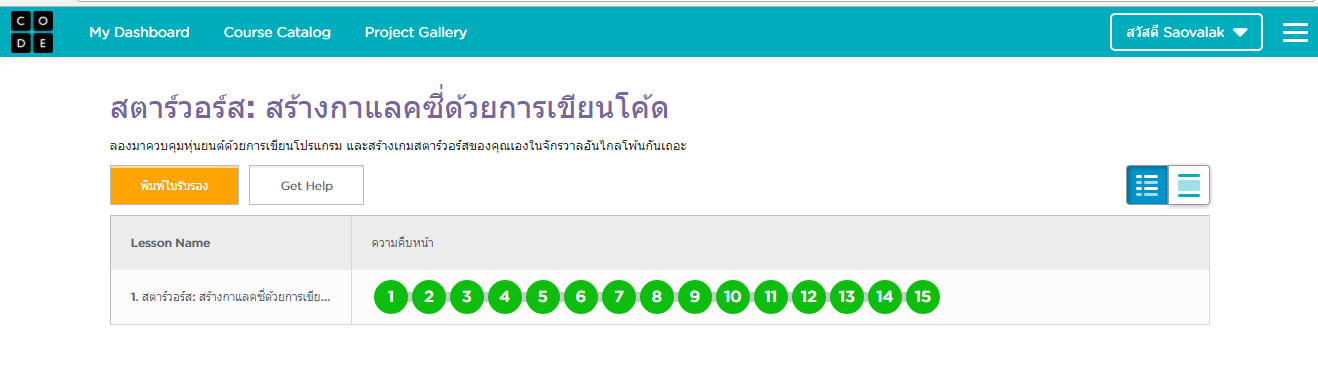 C O
D E
My Dashboard Course Catalog Project Gallery สวัสดี Saovalak
สตาร์วอร์ส: สร้างกาแลคซี่ด้วยการเขียนโค้ด
ลองมาควบคุมหุ่นยนต์ด้วยการเขียนโปรแกรม และสร้างเกมสตาร์วอร์สของคุณเองในจักรวาลอันไกลโพ้นกันเถอะ
พิมพ์ใบรับรอง Get Help
Lesson Name ความคืบหน้า
1. สตาร์วอร์ส: สร้างกาแลคซี่ด้วยการเขีย... 1 2 3 4 5 6 7 8 9 10 11 12 13 14 15